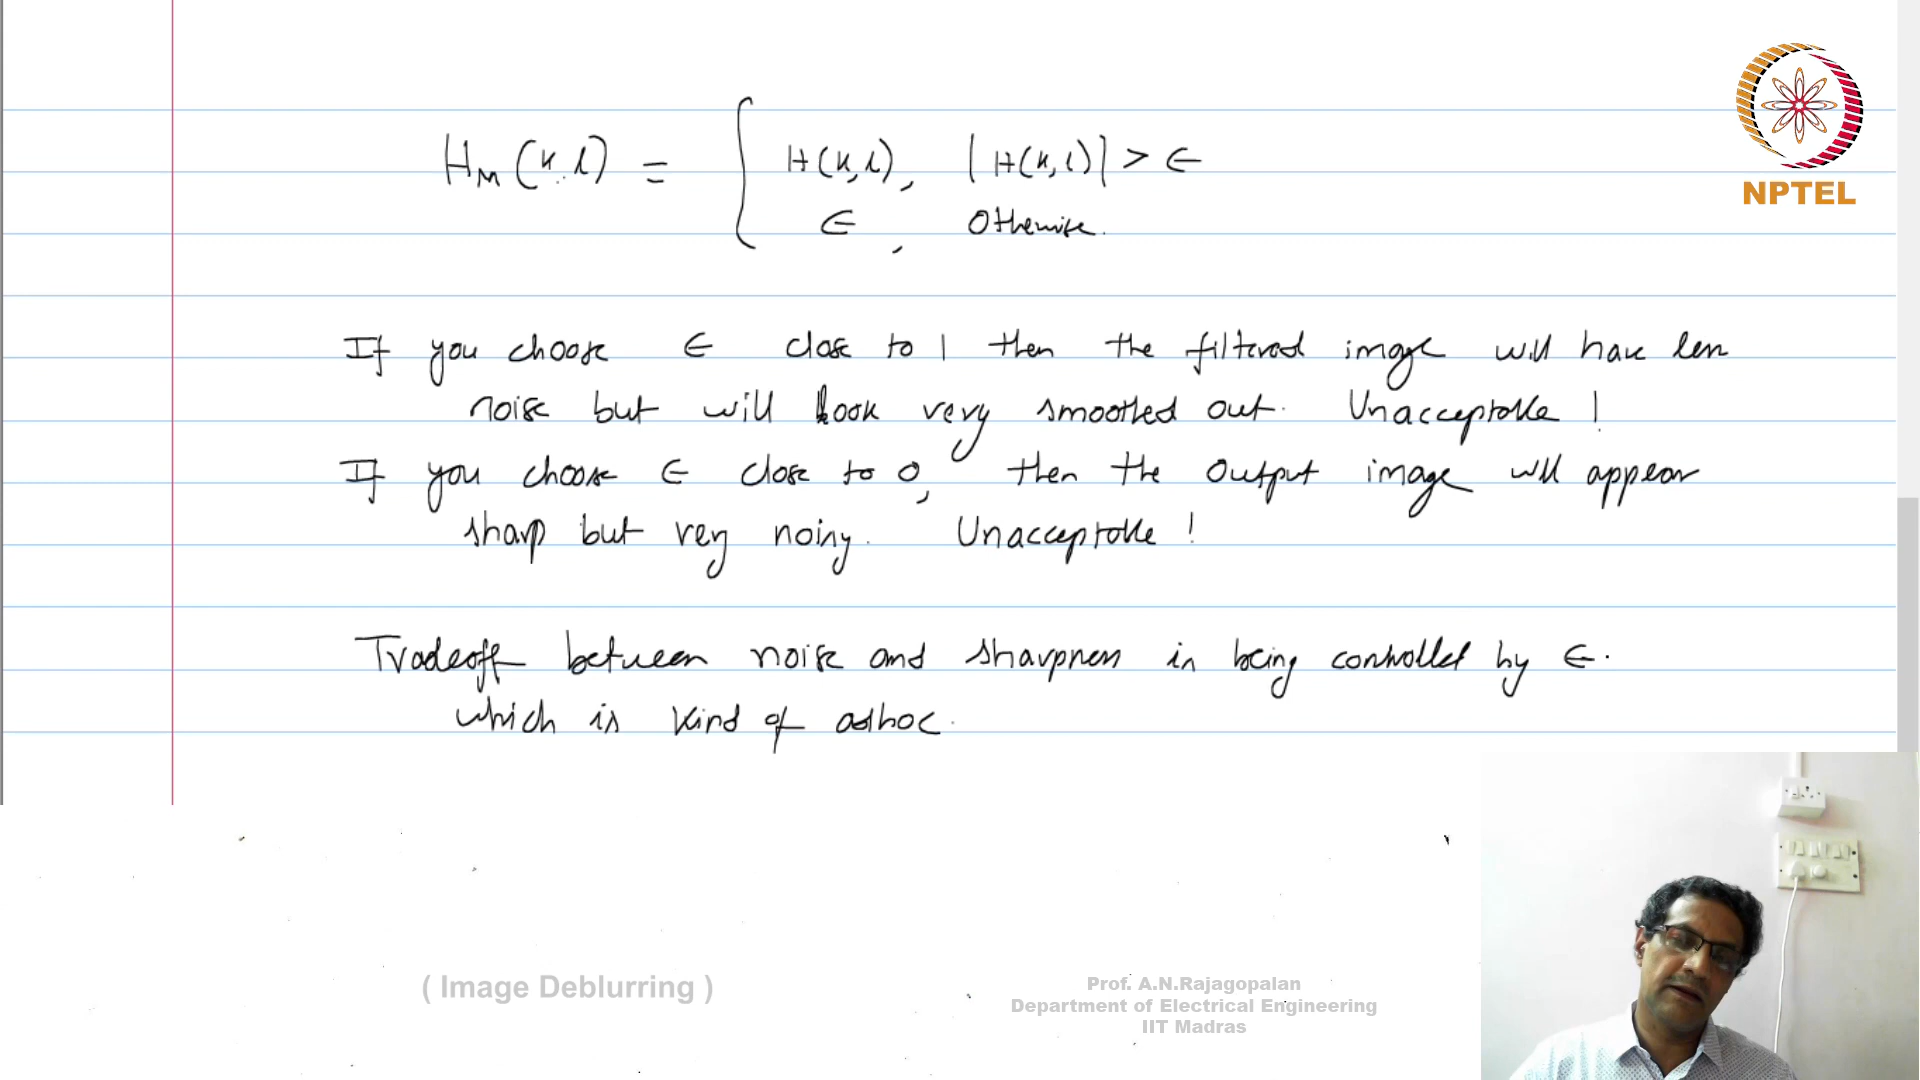 H_M(k,l) = { H(k,l), |H(k,l)| > ϵ
ϵ, Otherwise.
NPTEL
If you choose ϵ close to 1 then the filtered image will have less
noise but will look very smoothed out. Unacceptable !
If you choose ϵ close to 0, then the output image will appear
sharp but very noisy. Unacceptable !
Tradeoff between noise and sharpness is being controlled by ϵ.
which is kind of adhoc.
( Image Deblurring )
Prof. A.N.Rajagopalan
Department of Electrical Engineering
IIT Madras